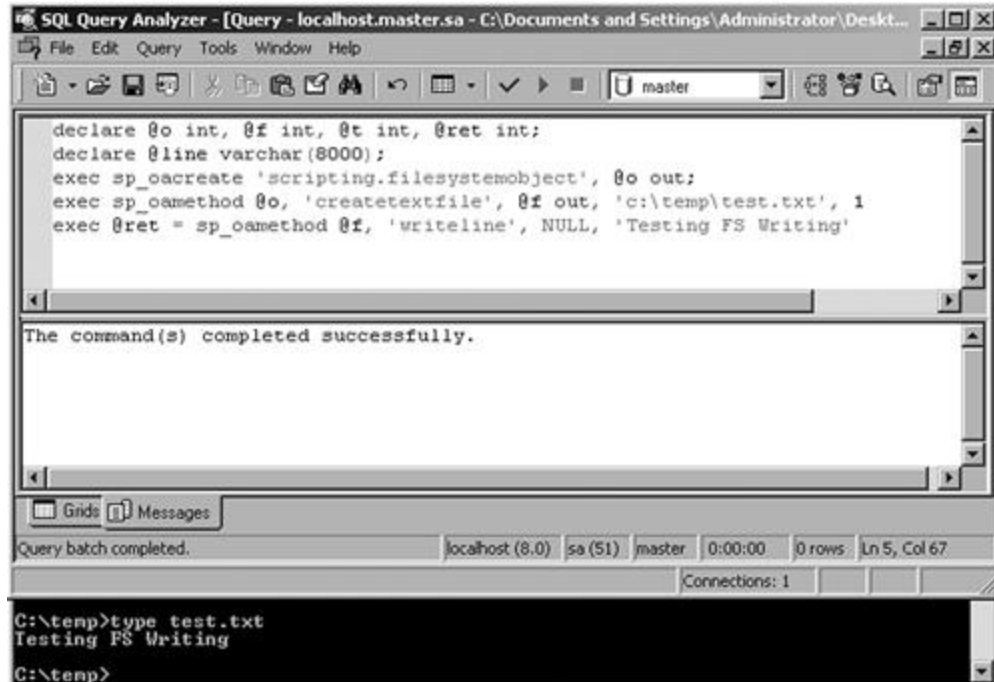 SQL Query Analyzer - [Query - localhost.master.sa - C:\Documents and Settings\Administrator\Deskt...
File Edit Query Tools Window Help
master
declare @o int, @f int, @t int, @ret int;
declare @line varchar(8000);
exec sp_oacreate 'scripting.filesystemobject', @o out;
exec sp_oamethod @o, 'createtextfile', @f out, 'c:\temp\test.txt', 1
exec @ret = sp_oamethod @f, 'writeline', NULL, 'Testing FS Writing'
The command(s) completed successfully.
Grids Messages
Query batch completed. localhost (8.0) sa (51) master 0:00:00 0 rows Ln 5, Col 67
Connections: 1
C:\temp>type test.txt
Testing FS Writing
C:\temp>